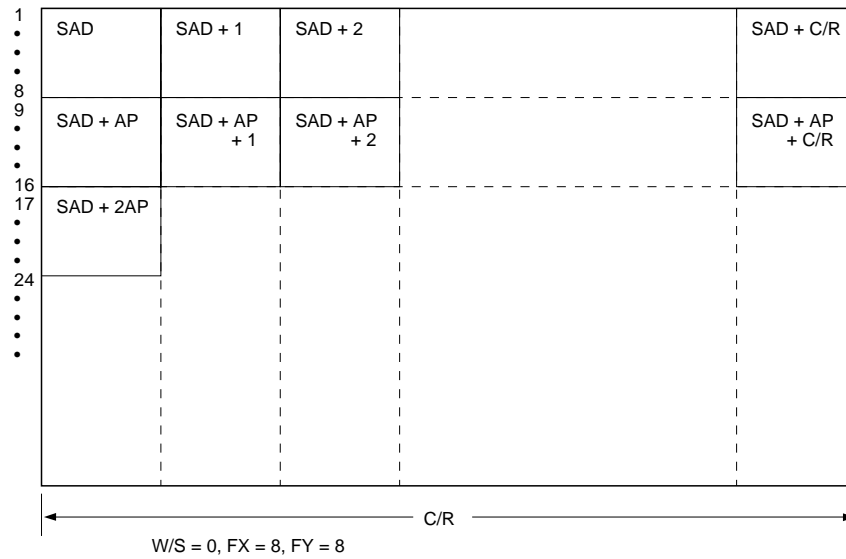 1
SAD
SAD + 1
SAD + 2
SAD + C/R
•
•
•
8
9
SAD + AP
SAD + AP
+ 1
SAD + AP
+ 2
SAD + AP
+ C/R
•
•
•
16
17
SAD + 2AP
•
•
•
24
•
•
•
•
C/R
W/S = 0, FX = 8, FY = 8